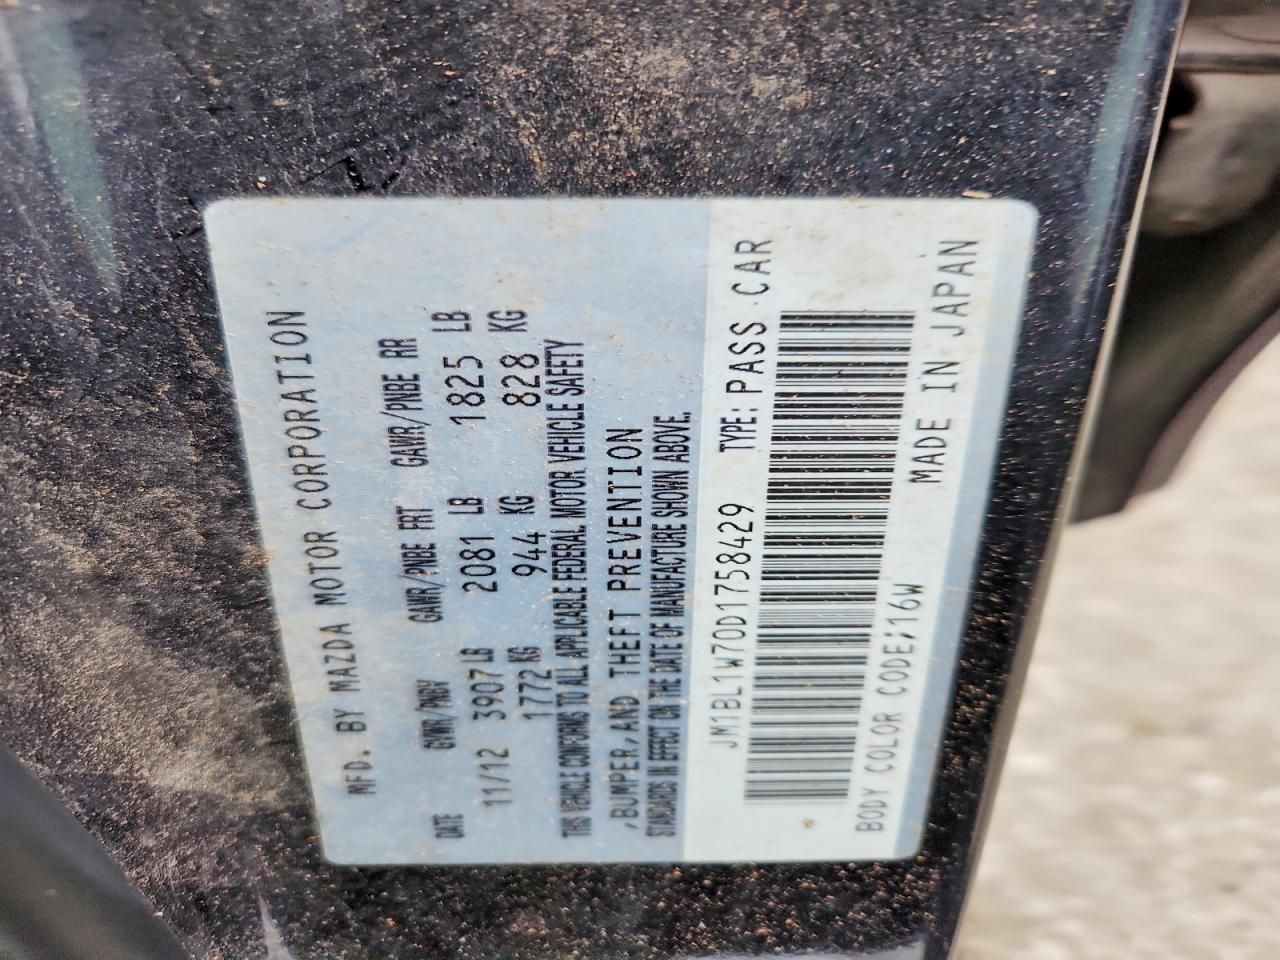 MFD. BY MAZDA MOTOR CORPORATION
DATE GVWR/PNBV GAWR/PNBE FRT GAWR/PNBE RR
11/12 3907 LB 2081 LB 1825 LB
1772 KG 944 KG 828 KG
THIS VEHICLE CONFORMS TO ALL APPLICABLE FEDERAL MOTOR VEHICLE SAFETY
,BUMPER,AND THEFT PREVENTION
STANDARDS IN EFFECT ON THE DATE OF MANUFACTURE SHOWN ABOVE.
JM1BL1W70D1758429 TYPE:PASS CAR
BODY COLOR CODE:16W MADE IN JAPAN